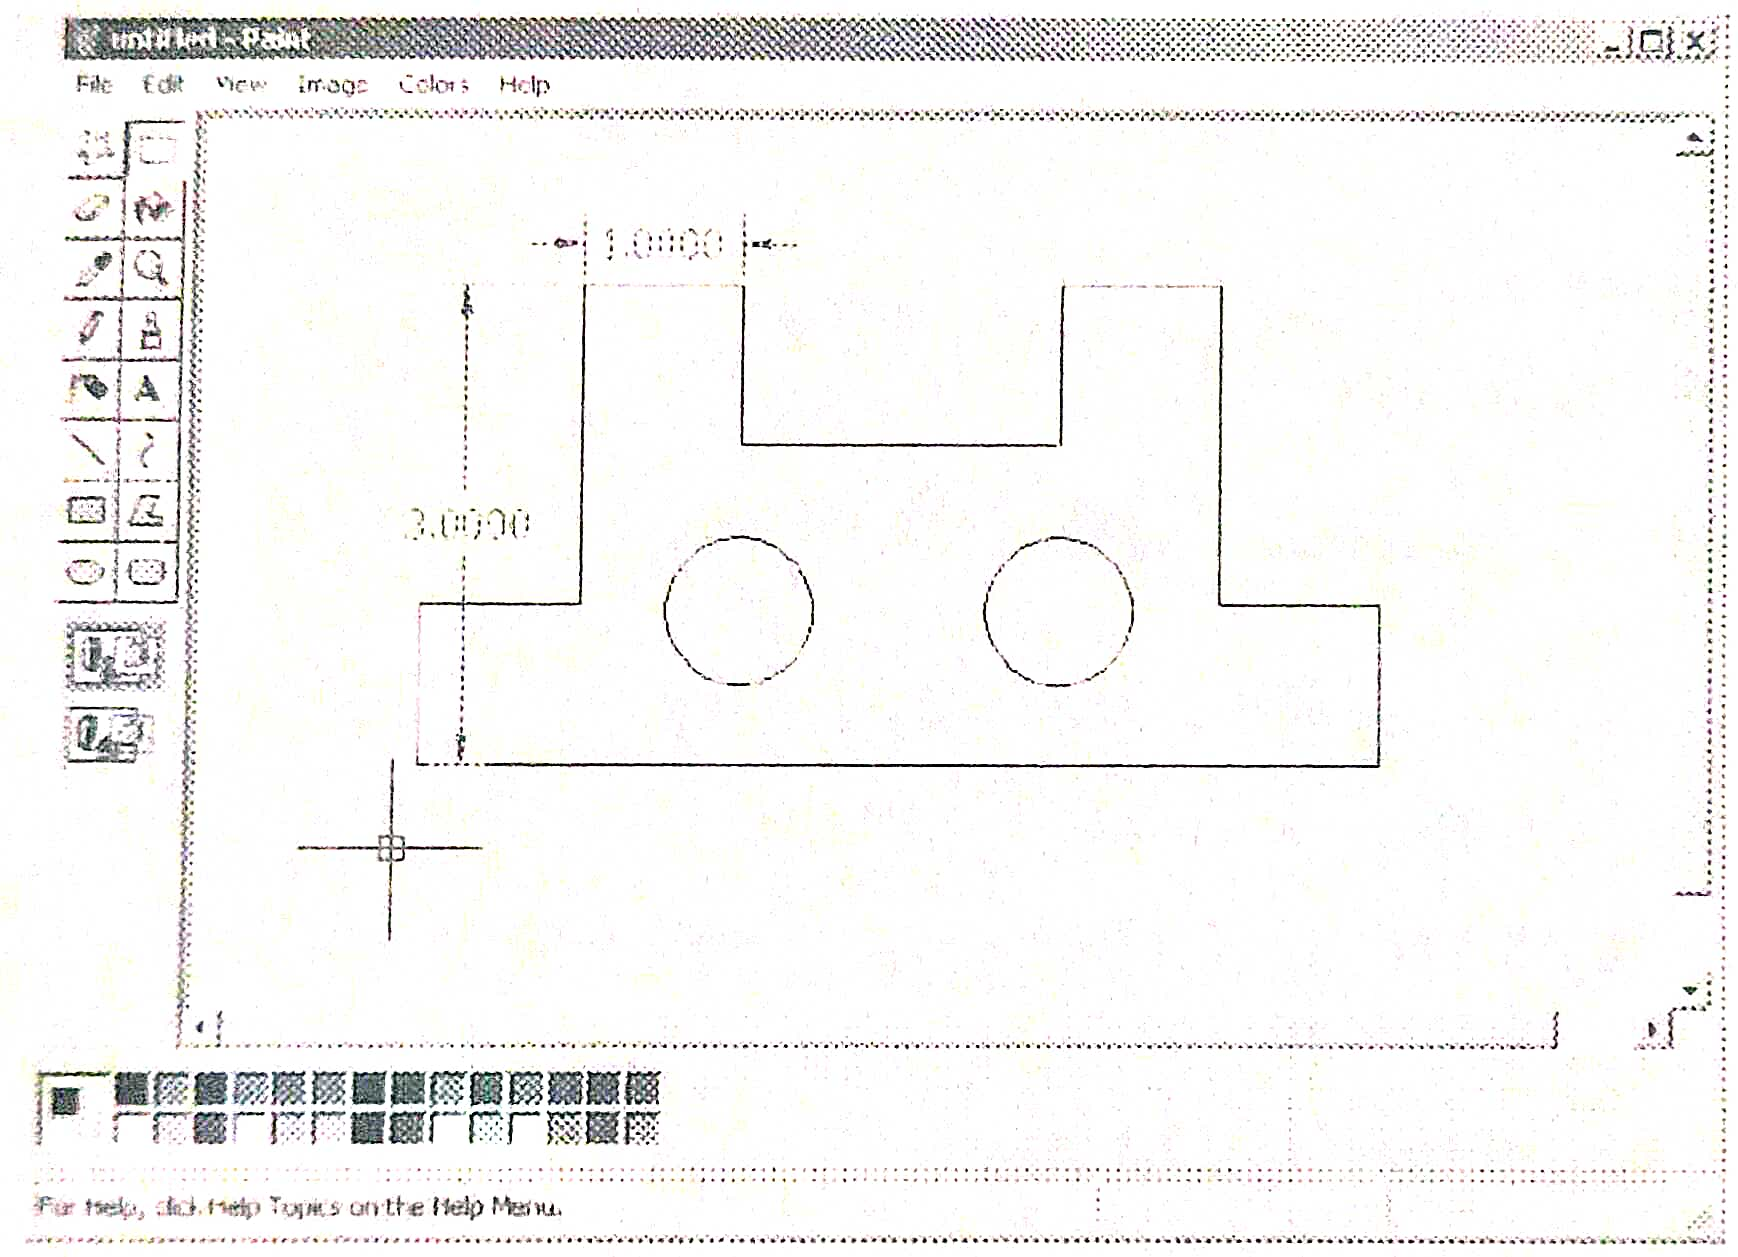 untitled - Paint
File Edit View Image Colors Help
1.0000
3.0000
A
For Help, click Help Topics on the Help Menu.